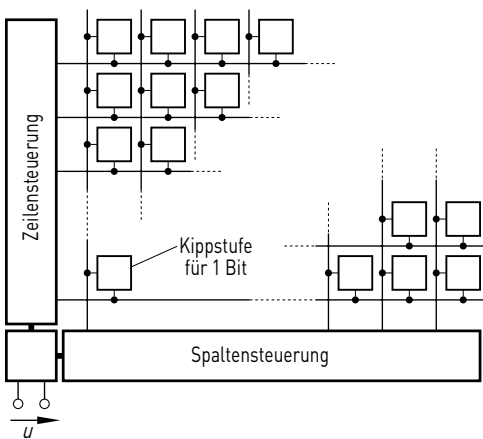 Zeilensteuerung
Kippstufe
für 1 Bit
Spaltensteuerung
u